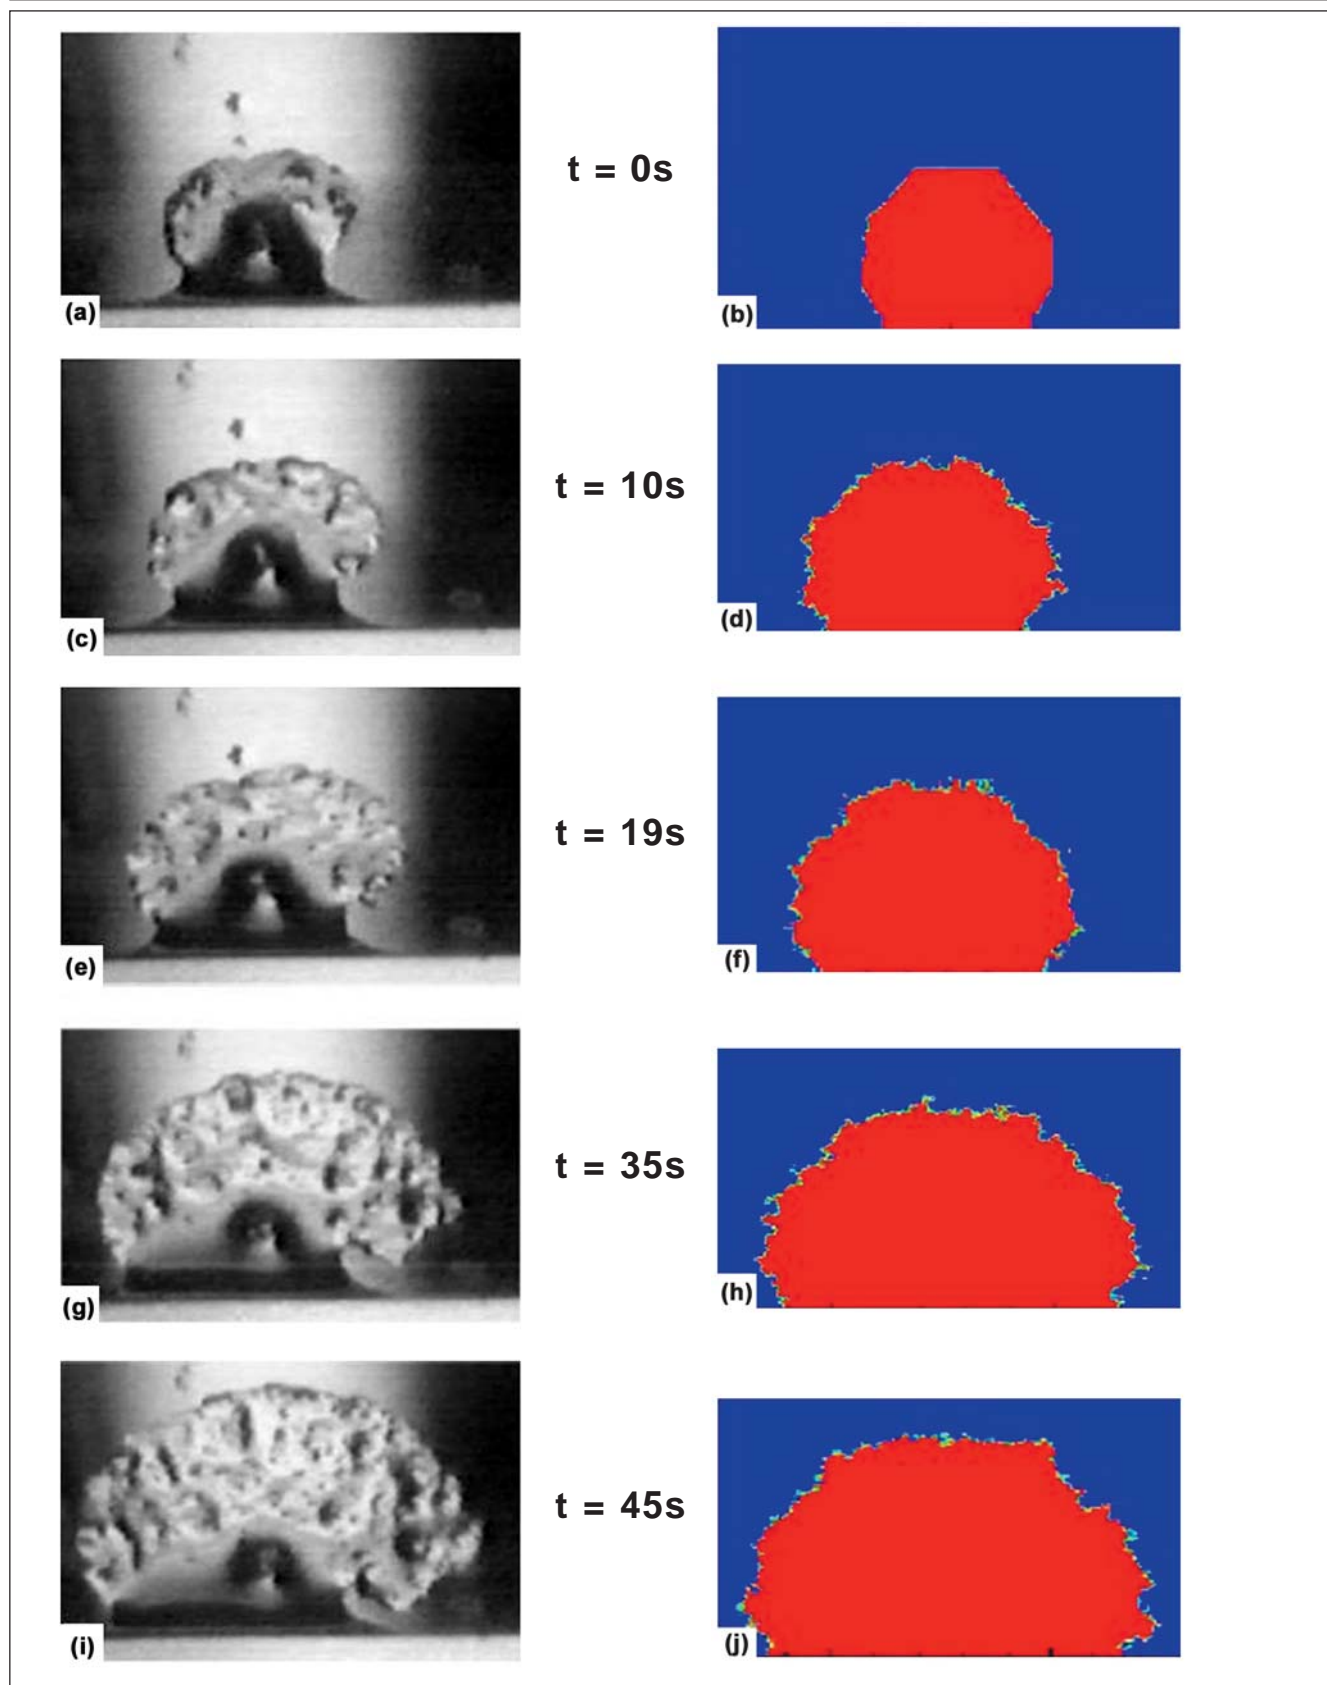 t = 0s
(a)
(b)
t = 10s
(c)
(d)
t = 19s
(e)
(f)
t = 35s
(g)
(h)
t = 45s
(i)
(j)